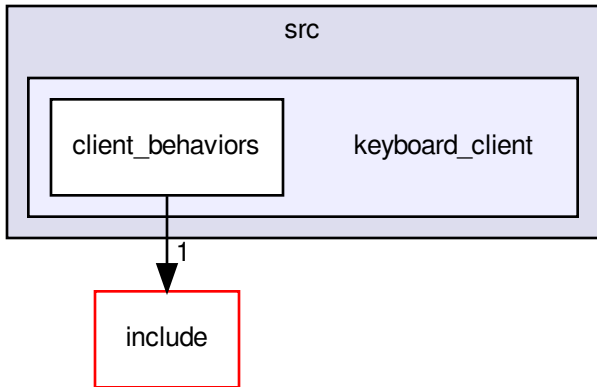 src
client_behaviors
keyboard_client
1
include